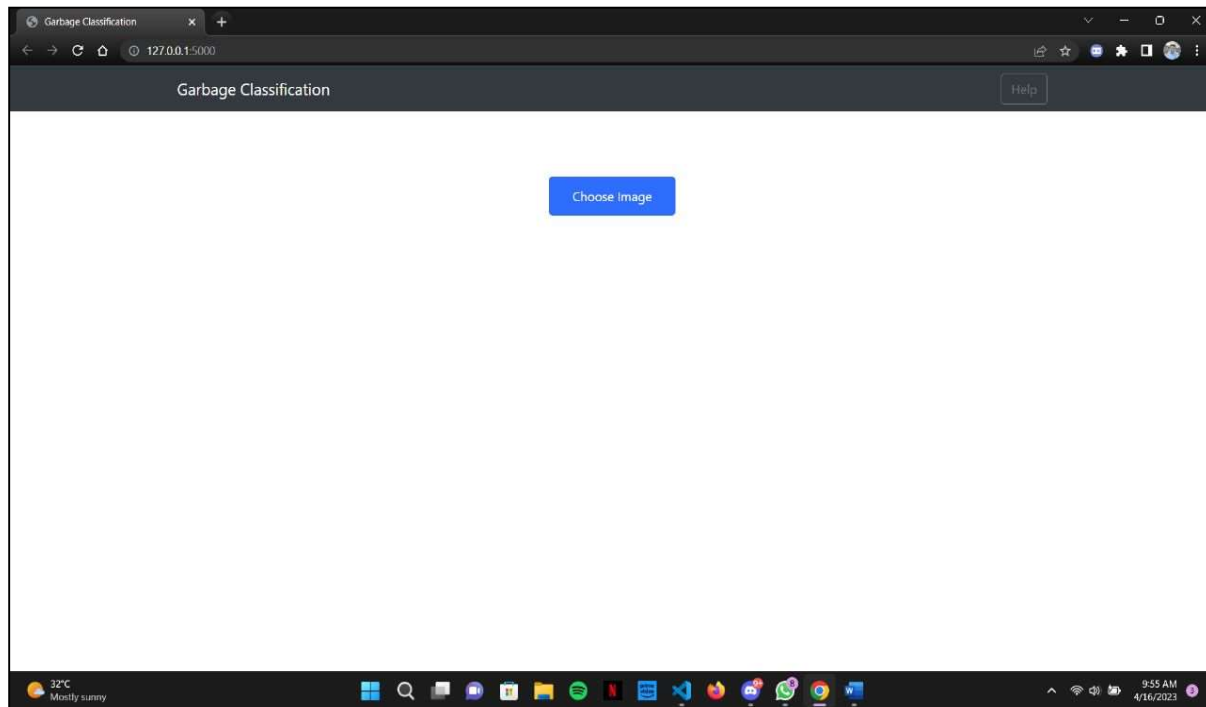 Garbage Classification
127.0.0.1:5000
Garbage Classification
Help
Choose Image
32°C
Mostly sunny
9:55 AM
4/16/2023